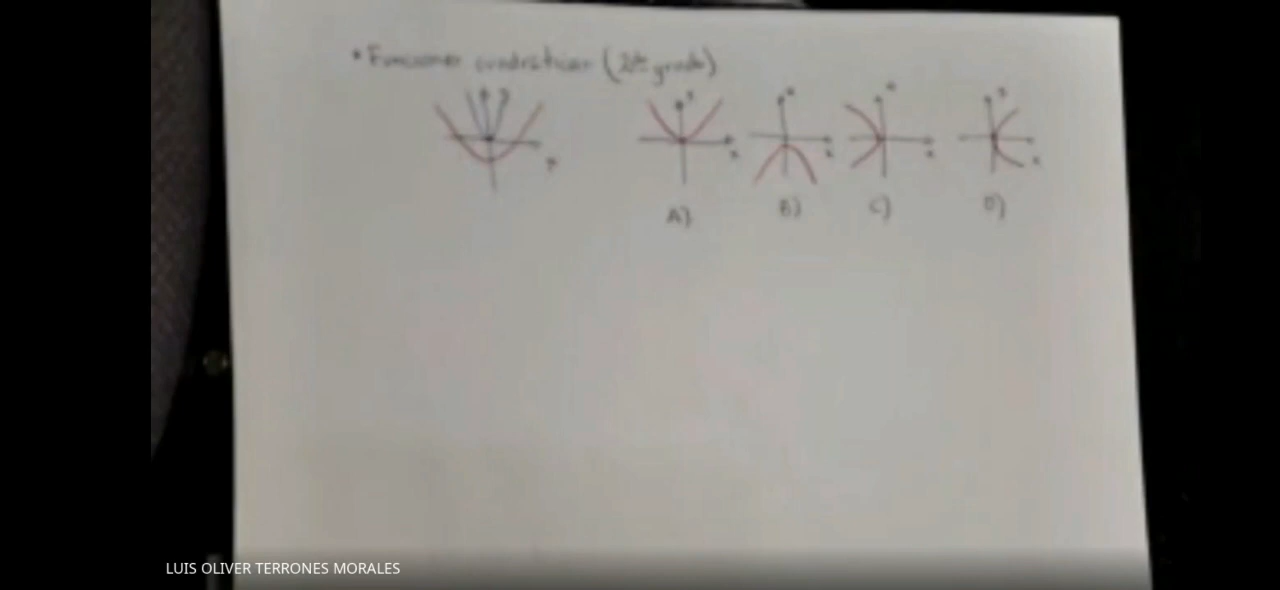 • Funciones cuadráticas (2do grado)
y
y
x
x
x
x
A) B) C) D)
LUIS OLIVER TERRONES MORALES